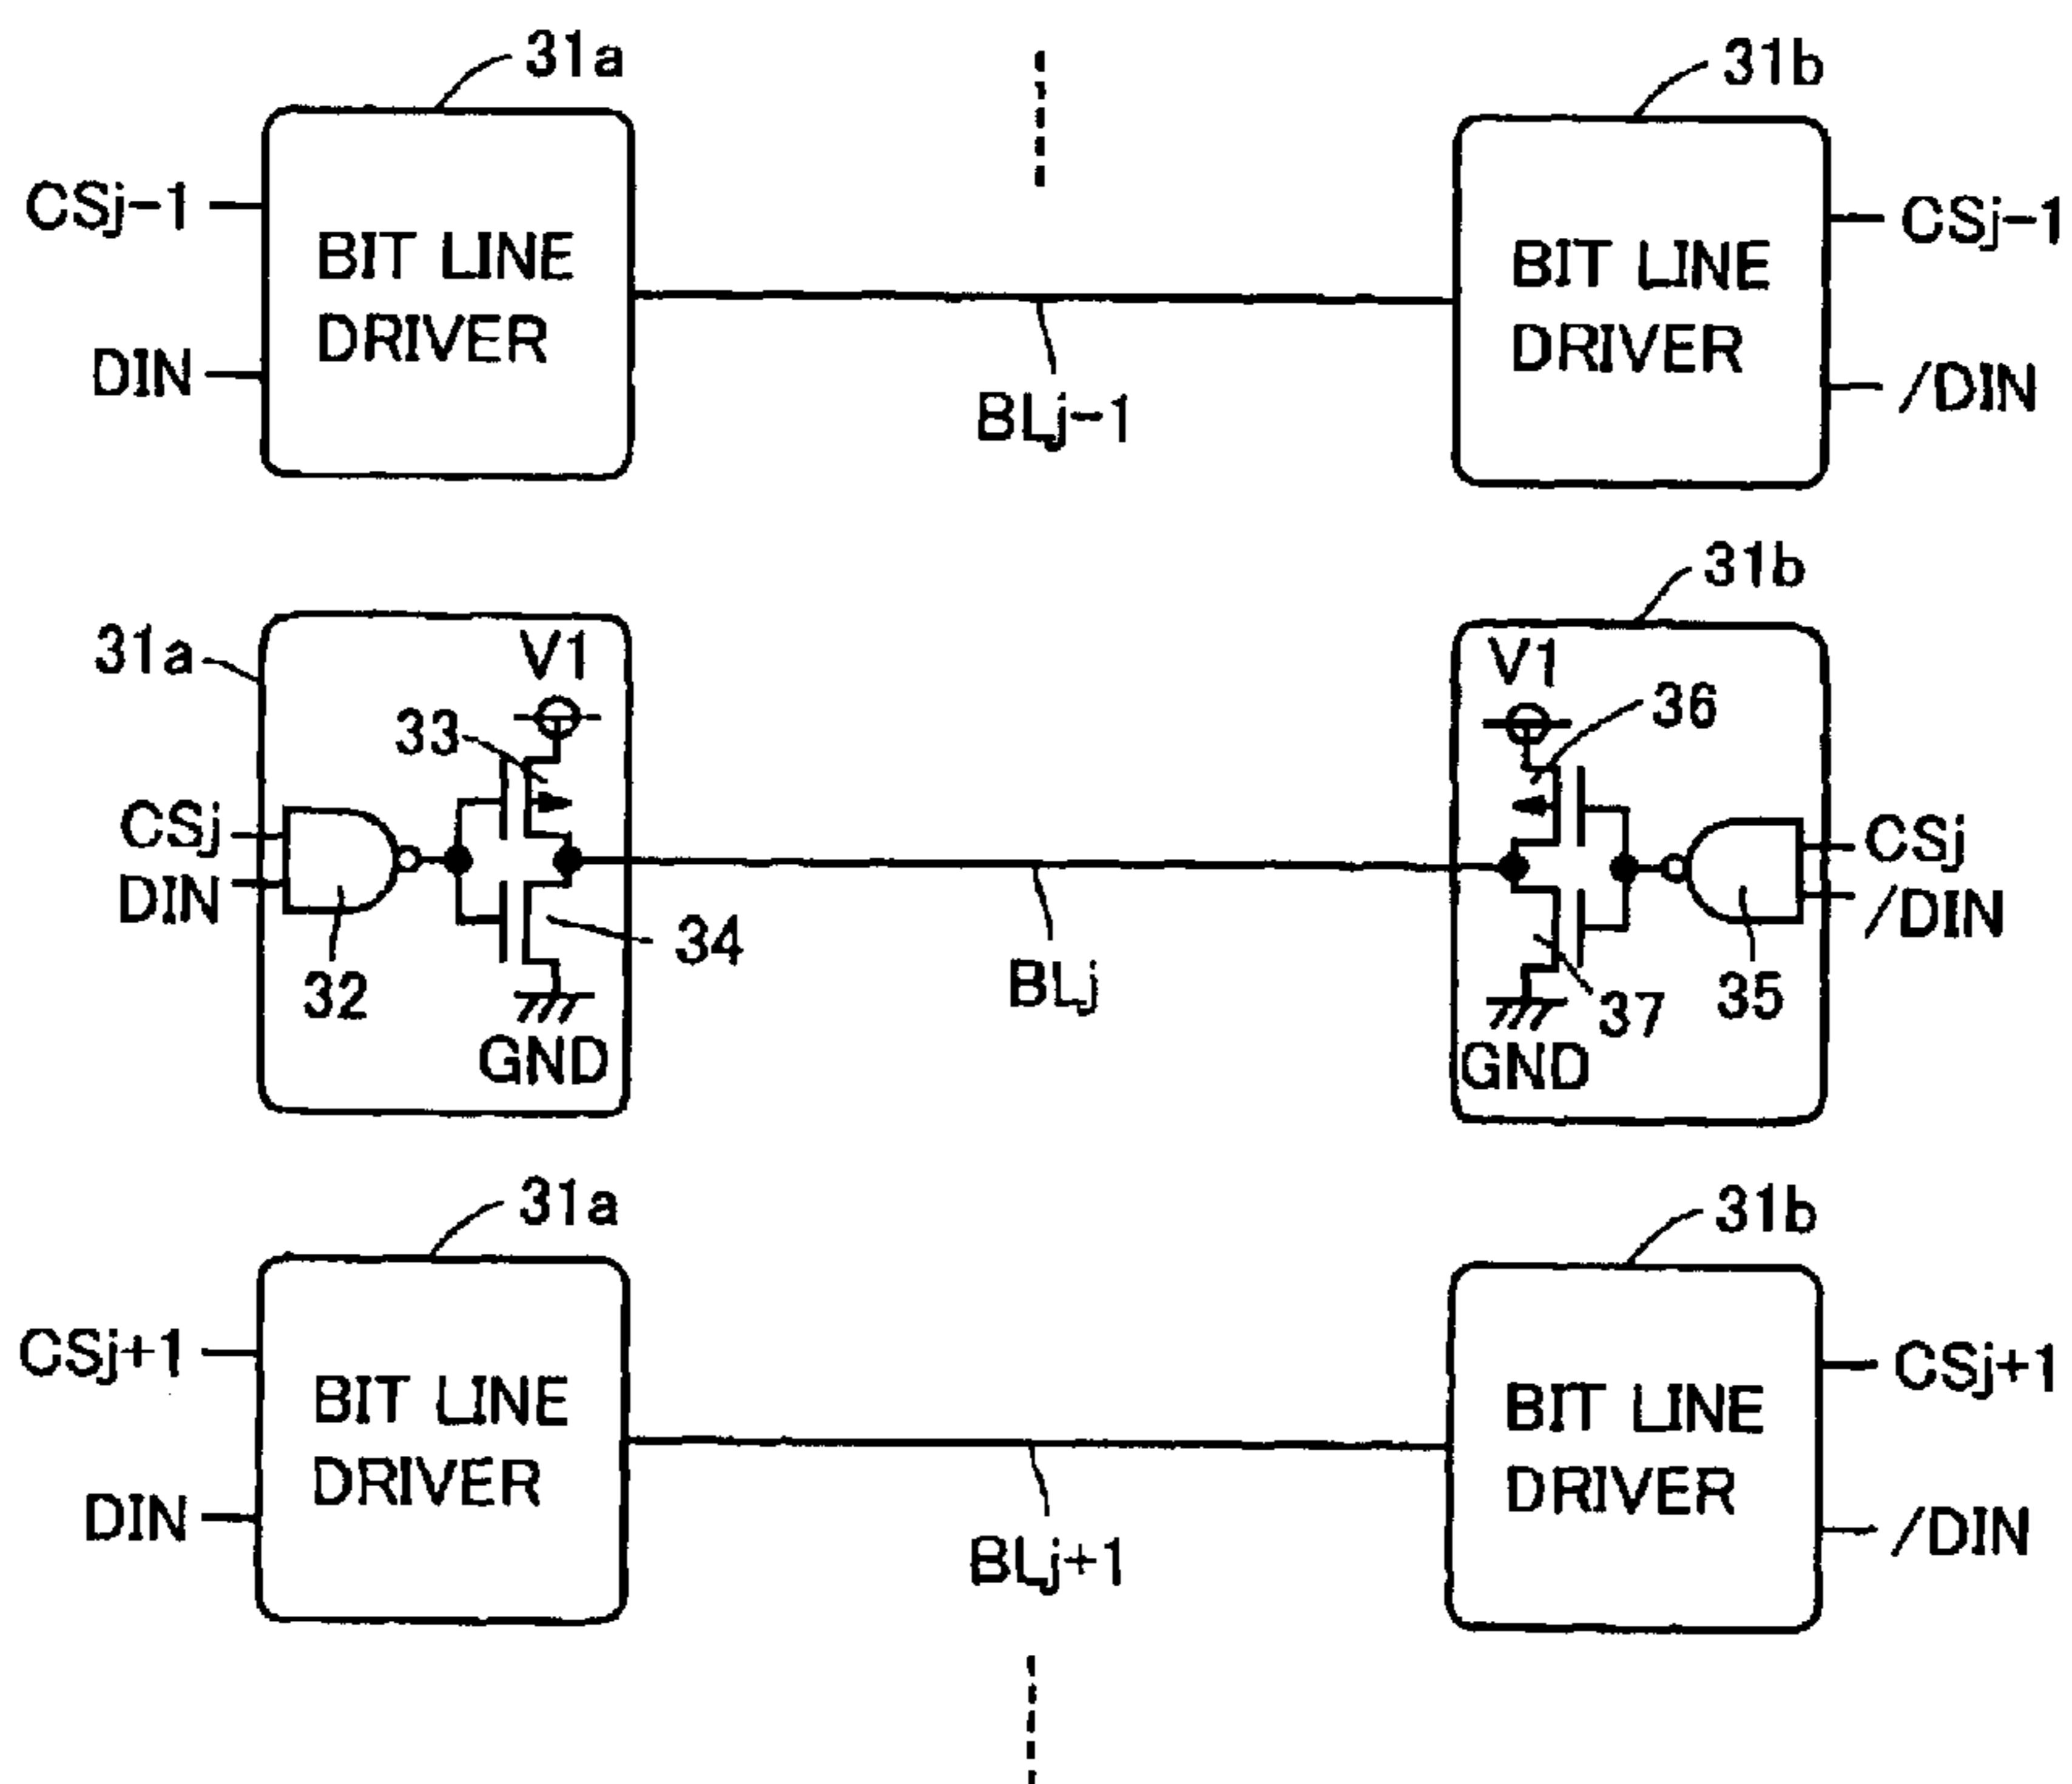 31a
31b
CSj-1
BIT LINE
DRIVER
DIN
BLj-1
BIT LINE
DRIVER
CSj-1
/DIN
31a
V1
33
CSj
DIN
32
34
GND
BLj
31b
V1
36
CSj
/DIN
35
37
GND
31a
31b
CSj+1
BIT LINE
DRIVER
DIN
BLj+1
BIT LINE
DRIVER
CSj+1
/DIN